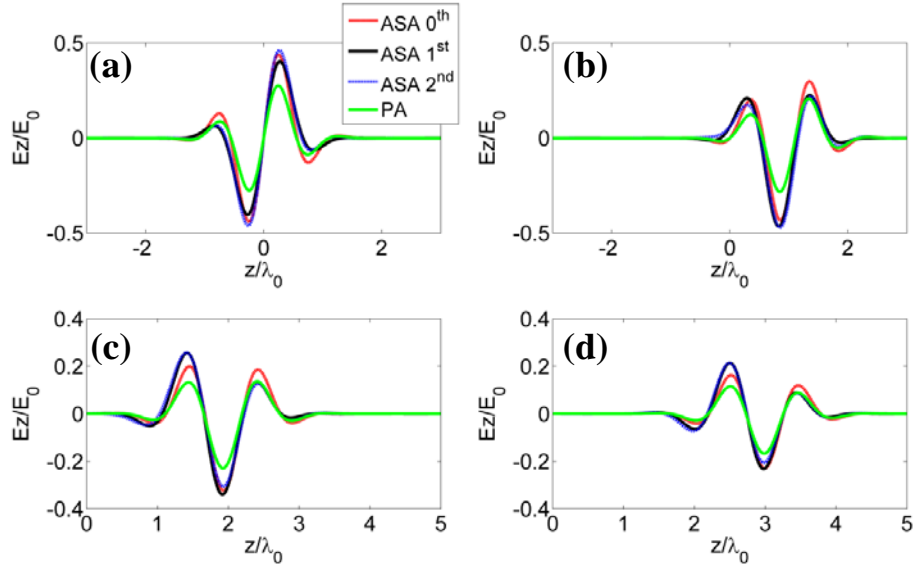 (a)
0.5
0
-0.5
Ez/E₀
-2
0
2
z/λ₀
ASA 0ᵗʰ
ASA 1ˢᵗ
ASA 2ⁿᵈ
PA
(b)
0.5
0
-0.5
Ez/E₀
-2
0
2
z/λ₀
(c)
0.4
0.2
0
-0.2
-0.4
Ez/E₀
0
1
2
3
4
5
z/λ₀
(d)
0.4
0.2
0
-0.2
-0.4
Ez/E₀
0
1
2
3
4
5
z/λ₀